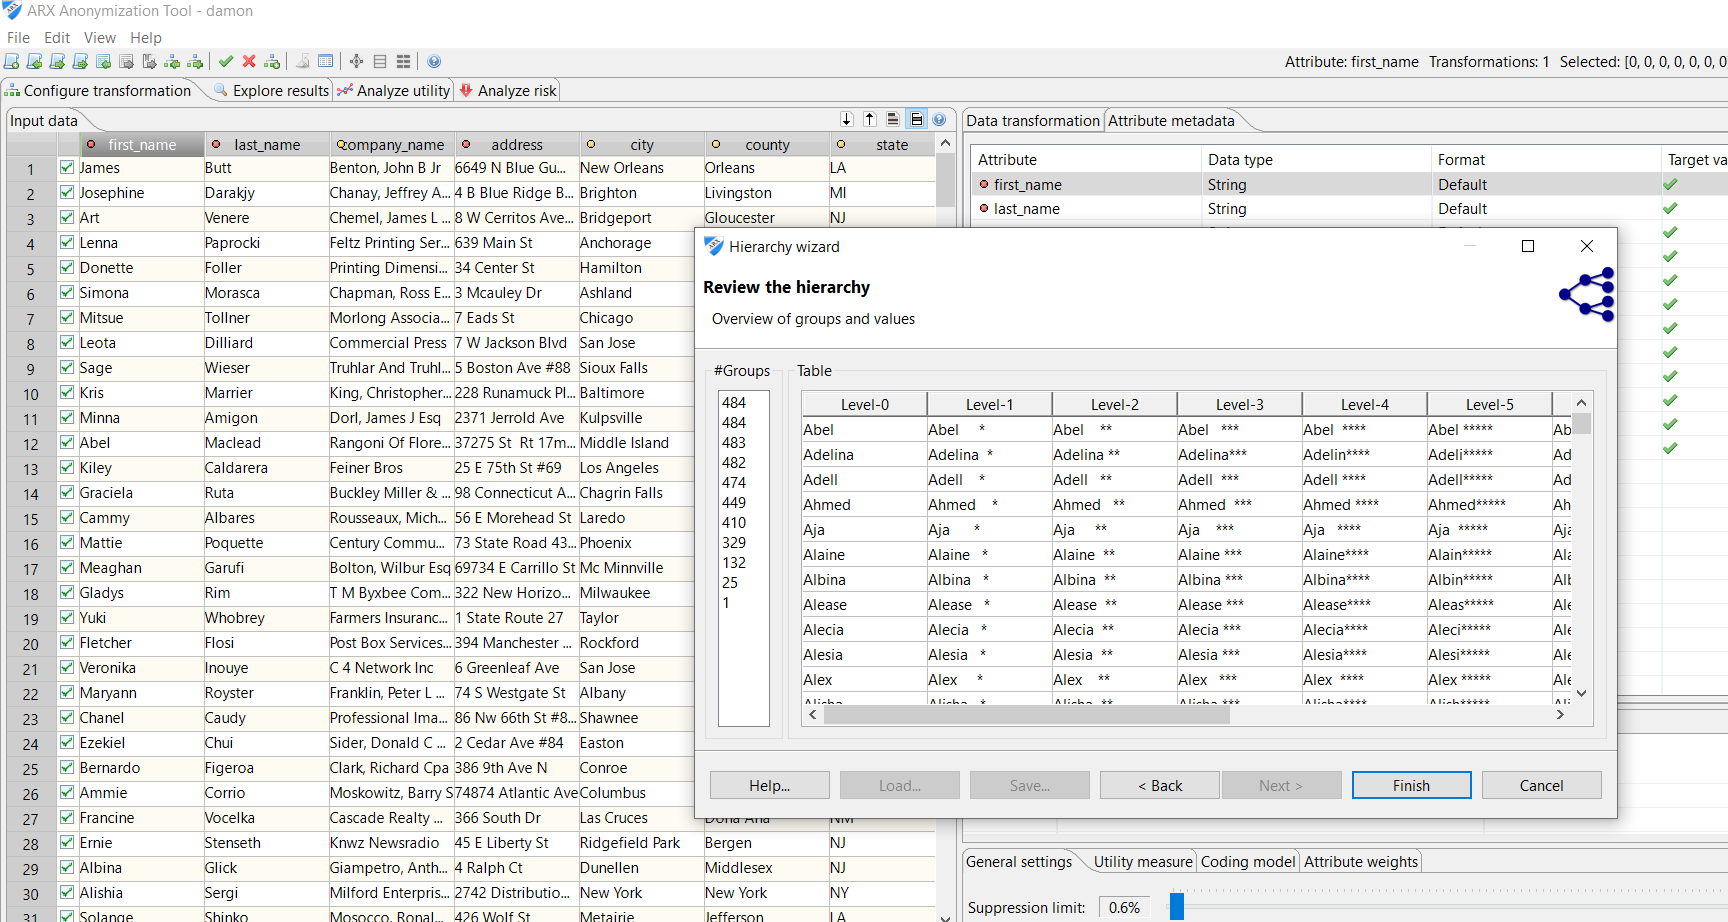 ARX Anonymization Tool - damon
File Edit View Help
Attribute: first_name Transformations: 1 Selected: [0, 0, 0, 0, 0, 0, 0
Configure transformation Explore results Analyze utility Analyze risk
Input data
first_name last_name company_name address city county state
1 James Butt Benton, John B Jr 6649 N Blue Gu... New Orleans Orleans LA
2 Josephine Darakjy Chanay, Jeffrey A... 4 B Blue Ridge B... Brighton Livingston MI
3 Art Venere Chemel, James L ... 8 W Cerritos Ave... Bridgeport Gloucester NJ
4 Lenna Paprocki Feltz Printing Ser... 639 Main St Anchorage
5 Donette Foller Printing Dimensi... 34 Center St Hamilton
6 Simona Morasca Chapman, Ross E... 3 Mcauley Dr Ashland
7 Mitsue Tollner Morlong Associa... 7 Eads St Chicago
8 Leota Dilliard Commercial Press 7 W Jackson Blvd San Jose
9 Sage Wieser Truhlar And Truhl... 5 Boston Ave #88 Sioux Falls
10 Kris Marrier King, Christopher... 228 Runamuck Pl... Baltimore
11 Minna Amigon Dorl, James J Esq 2371 Jerrold Ave Kulpsville
12 Abel Maclead Rangoni Of Flore... 37275 St Rt 17m... Middle Island
13 Kiley Caldarera Feiner Bros 25 E 75th St #69 Los Angeles
14 Graciela Ruta Buckley Miller & ... 98 Connecticut A... Chagrin Falls
15 Cammy Albares Rousseaux, Mich... 56 E Morehead St Laredo
16 Mattie Poquette Century Commu... 73 State Road 43... Phoenix
17 Meaghan Garufi Bolton, Wilbur Esq 69734 E Carrillo St Mc Minnville
18 Gladys Rim T M Byxbee Com... 322 New Horizo... Milwaukee
19 Yuki Whobrey Farmers Insuranc... 1 State Route 27 Taylor
20 Fletcher Flosi Post Box Services... 394 Manchester ... Rockford
21 Veronika Inouye C 4 Network Inc 6 Greenleaf Ave San Jose
22 Maryann Royster Franklin, Peter L ... 74 S Westgate St Albany
23 Chanel Caudy Professional Ima... 86 Nw 66th St #8... Shawnee
24 Ezekiel Chui Sider, Donald C ... 2 Cedar Ave #84 Easton
25 Bernardo Figeroa Clark, Richard Cpa 386 9th Ave N Conroe
26 Ammie Corrio Moskowitz, Barry S 74874 Atlantic Ave Columbus
27 Francine Vocelka Cascade Realty ... 366 South Dr Las Cruces Dona Ana NM
28 Ernie Stenseth Knwz Newsradio 45 E Liberty St Ridgefield Park Bergen NJ
29 Albina Glick Giampetro, Anth... 4 Ralph Ct Dunellen Middlesex NJ
30 Alishia Sergi Milford Enterpris... 2742 Distributio... New York New York NY
31 Solange Shinko Mosocco, Ronal... 426 Wolf St Metairie Jefferson LA
Data transformation Attribute metadata
Attribute Data type Format Target va
first_name String Default
last_name String Default
Hierarchy wizard
Review the hierarchy
Overview of groups and values
#Groups
484
484
483
482
474
449
410
329
132
25
1
Table
Level-0 Level-1 Level-2 Level-3 Level-4 Level-5
Abel Abel * Abel ** Abel *** Abel **** Abel ***** Ab
Adelina Adelina * Adelina ** Adelina*** Adelin**** Adeli***** Ad
Adell Adell * Adell ** Adell *** Adell **** Adell***** Ad
Ahmed Ahmed * Ahmed ** Ahmed *** Ahmed **** Ahmed***** Ah
Aja Aja * Aja ** Aja *** Aja **** Aja ***** Aja
Alaine Alaine * Alaine ** Alaine *** Alaine**** Alain***** Ala
Albina Albina * Albina ** Albina *** Albina**** Albin***** Alb
Alease Alease * Alease ** Alease *** Alease**** Aleas***** Ale
Alecia Alecia * Alecia ** Alecia *** Alecia**** Aleci***** Ale
Alesia Alesia * Alesia ** Alesia *** Alesia**** Alesi***** Ale
Alex Alex * Alex ** Alex *** Alex **** Alex ***** Ale
Alisha Alisha * Alisha ** Alisha *** Alisha**** Alish***** Ali
Help... Load... Save... < Back Next > Finish Cancel
General settings Utility measure Coding model Attribute weights
Suppression limit: 0.6%